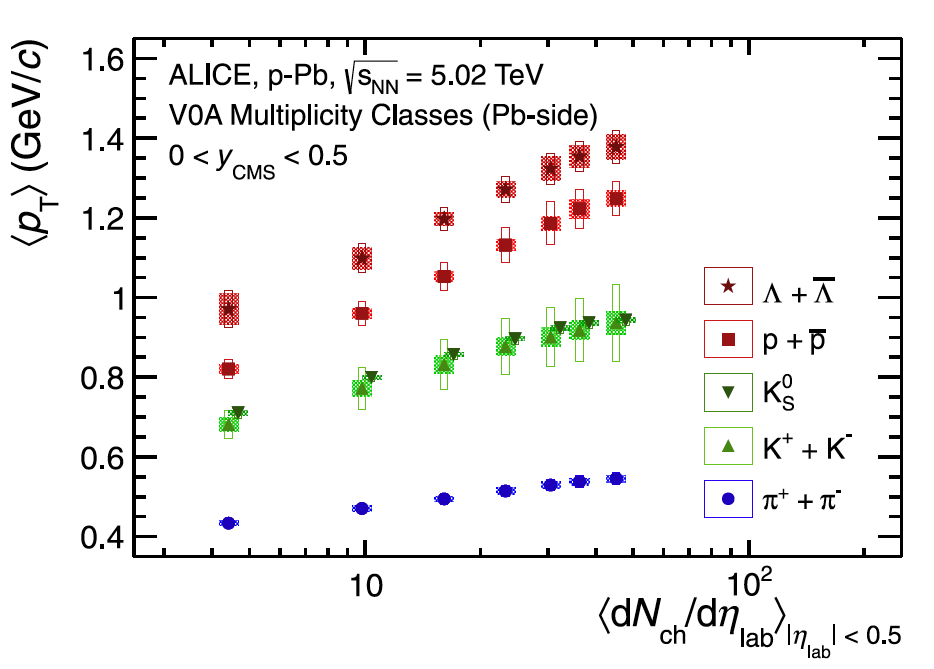 ⟨p_T⟩ (GeV/c)
1.6
1.4
1.2
1
0.8
0.6
0.4
ALICE, p-Pb, √s_NN = 5.02 TeV
V0A Multiplicity Classes (Pb-side)
0 < y_CMS < 0.5
Λ + Λ̅
p + p̅
K⁰_S
K⁺ + K⁻
π⁺ + π⁻
10
10²
⟨dN_ch/dη_lab⟩_|η_lab| < 0.5